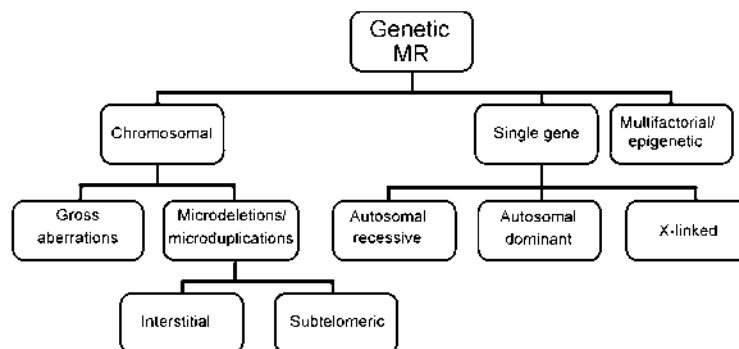 Genetic
MR
Chromosomal
Single gene
Multifactorial/
epigenetic
Gross
aberrations
Microdeletions/
microduplications
Autosomal
recessive
Autosomal
dominant
X-linked
Interstitial
Subtelomeric